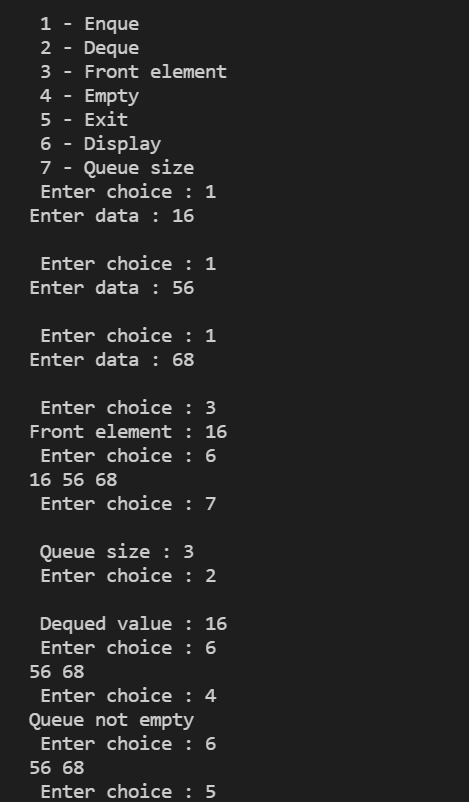 1 - Enque
2 - Deque
3 - Front element
4 - Empty
5 - Exit
6 - Display
7 - Queue size
Enter choice : 1
Enter data : 16
Enter choice : 1
Enter data : 56
Enter choice : 1
Enter data : 68
Enter choice : 3
Front element : 16
Enter choice : 6
16 56 68
Enter choice : 7
Queue size : 3
Enter choice : 2
Dequed value : 16
Enter choice : 6
56 68
Enter choice : 4
Queue not empty
Enter choice : 6
56 68
Enter choice : 5